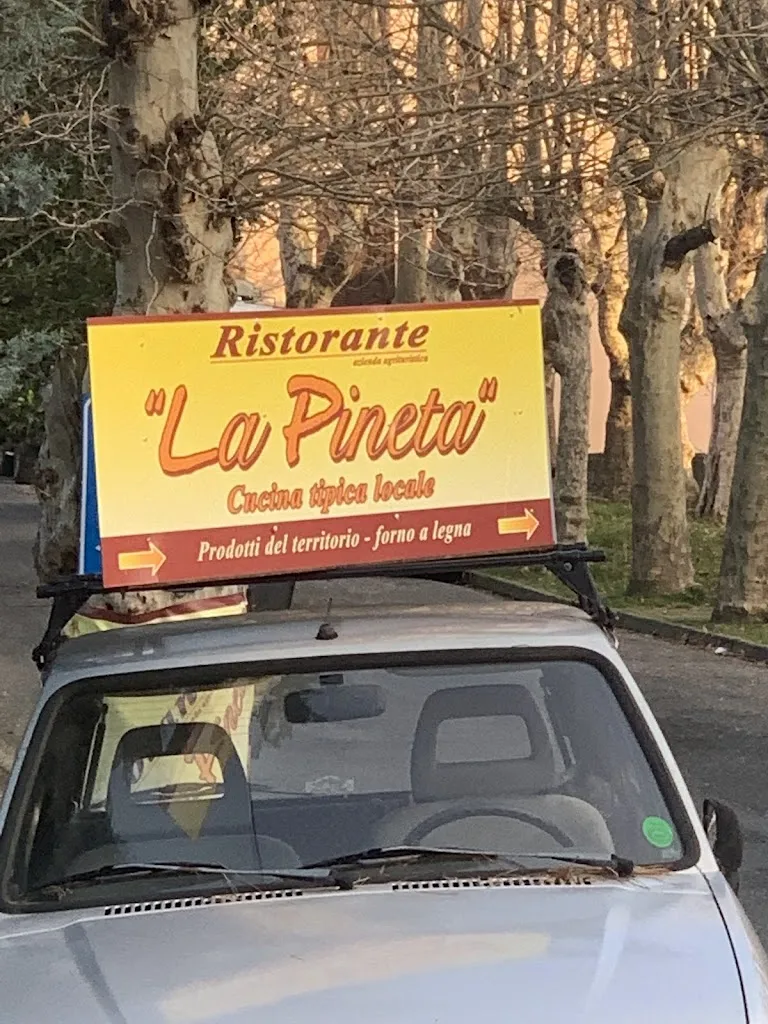 Ristorante
azienda agrituristica
"La Pineta"
Cucina tipica locale
Prodotti del territorio - forno a legna